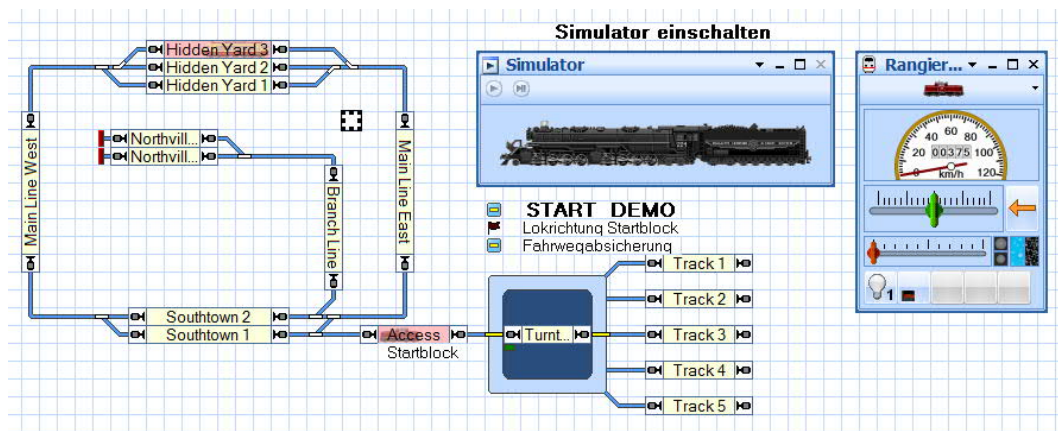 Simulator einschalten
Hidden Yard 3
Hidden Yard 2
Hidden Yard 1
Simulator
Rangier...
Northvill...
Northvill...
Main Line West
Main Line East
Branch Line
20 40 60 80 100 120
00375
km/h
START DEMO
Lokrichtung Startblock
Fahrwegabsicherung
Southtown 2
Southtown 1
Access
Startblock
Turnt...
Track 1
Track 2
Track 3
Track 4
Track 5
1